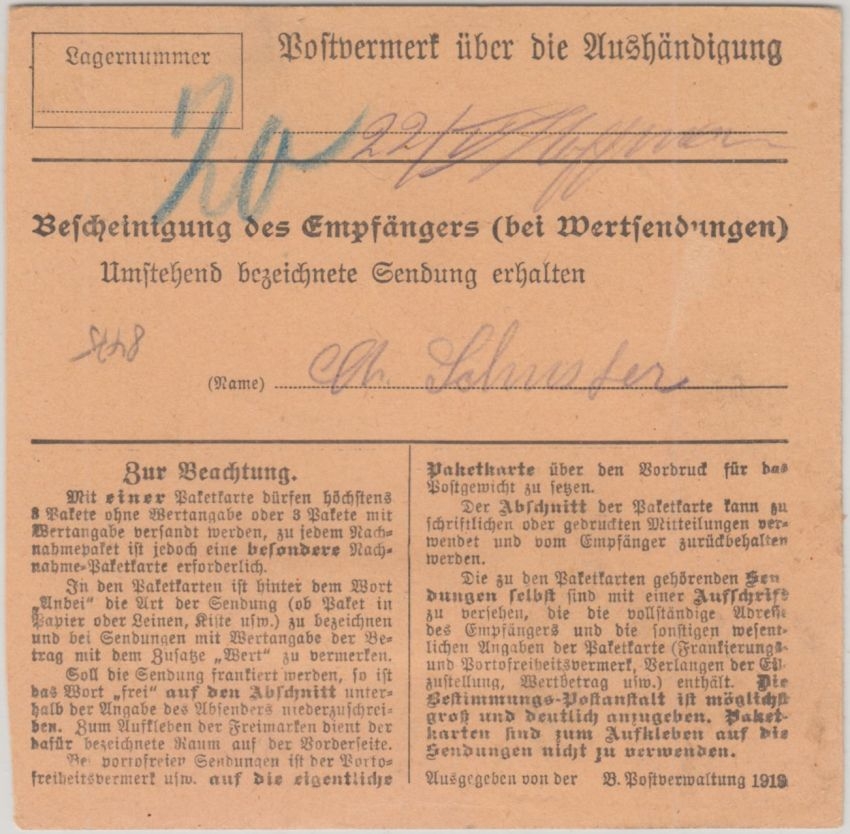 Lagernummer
Postvermerk über die Aushändigung
20
22/
Bescheinigung des Empfängers (bei Wertsendungen)
Umstehend bezeichnete Sendung erhalten
(Name) Schuster
Zur Beachtung.
Mit einer Paketkarte dürfen höchstens
3 Pakete ohne Wertangabe oder 3 Pakete mit
Wertangabe versandt werden, zu jedem Nach-
nahmepaket ist jedoch eine besondere Nach-
nahme-Paketkarte erforderlich.
In den Paketkarten ist hinter dem Wort
„Anbei" die Art der Sendung (ob Paket in
Papier oder Leinen, Kiste usw.) zu bezeichnen
und bei Sendungen mit Wertangabe der Be-
trag mit dem Zusatze „Wert" zu vermerken.
Soll die Sendung frankiert werden, so ist
das Wort „frei" auf den Abschnitt unter-
halb der Angabe des Absenders niederzuschrei-
ben. Zum Aufkleben der Freimarken dient der
dafür bezeichnete Raum auf der Vorderseite.
Bei portofreien Sendungen ist der Porto-
freiheitsvermerk usw. auf die eigentliche
Paketkarte über den Vordruck für das
Postgewicht zu setzen.
Der Abschnitt der Paketkarte kann zu
schriftlichen oder gedruckten Mitteilungen ver-
wendet und vom Empfänger zurückbehalten
werden.
Die zu den Paketkarten gehörenden Sen
dungen selbst sind mit einer Aufschrift
zu versehen, die die vollständige Adresse
des Empfängers und die sonstigen wesent-
lichen Angaben der Paketkarte (Frankierungs-
und Portofreiheitsvermerk, Verlangen der Eil-
zustellung, Wertbetrag usw.) enthält. Die
Bestimmungs-Postanstalt ist möglichst
groß und deutlich anzugeben. Paket-
karten sind zum Aufkleben auf die
Sendungen nicht zu verwenden.
Ausgegeben von der B. Postverwaltung 1919